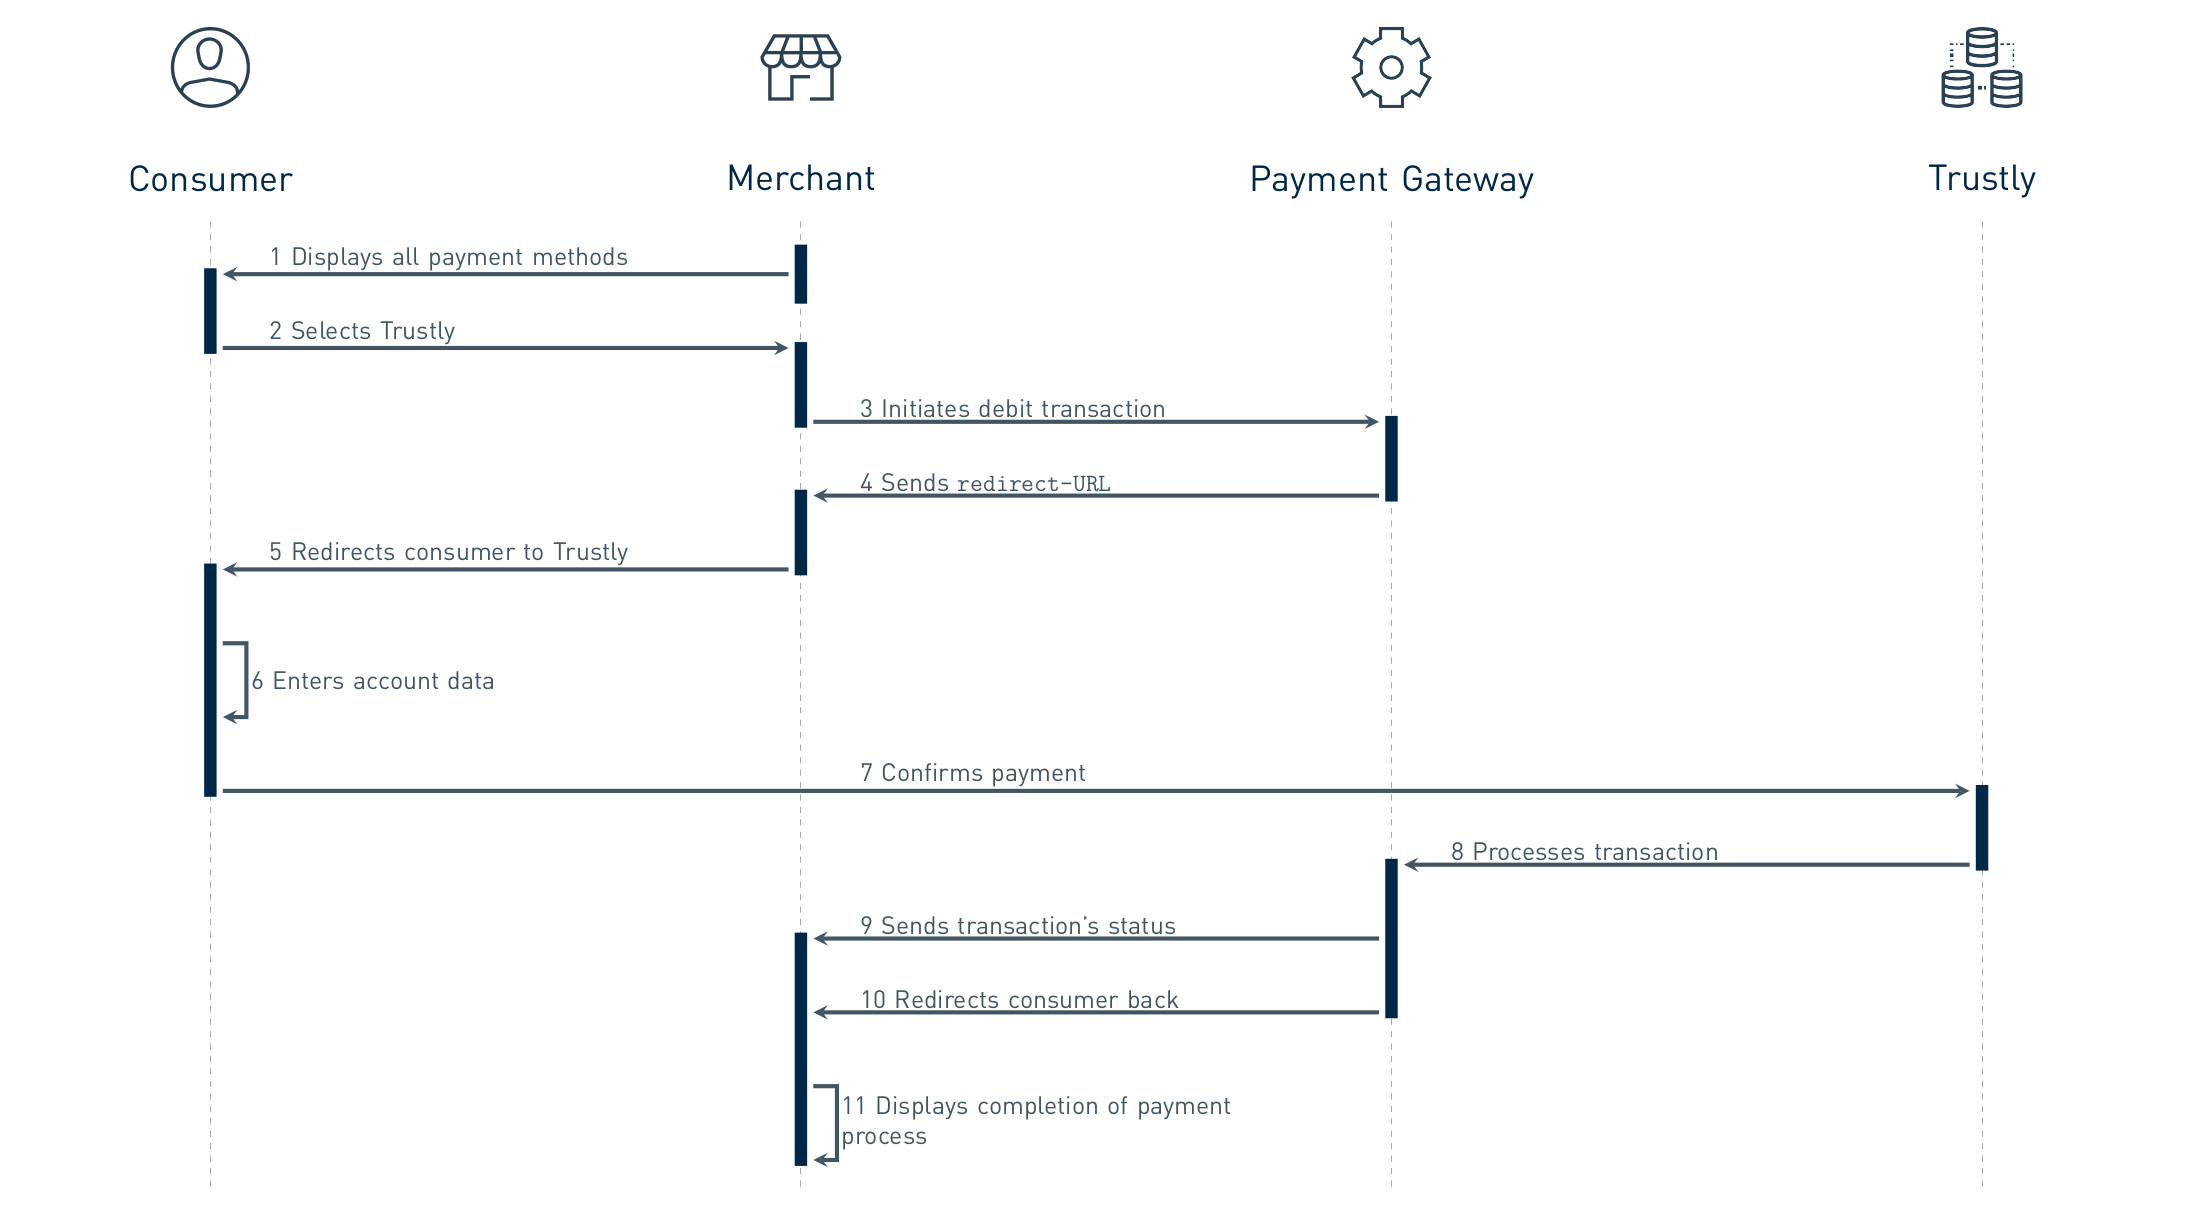 Consumer
Merchant
Payment Gateway
Trustly
1 Displays all payment methods
2 Selects Trustly
3 Initiates debit transaction
4 Sends redirect-URL
5 Redirects consumer to Trustly
6 Enters account data
7 Confirms payment
8 Processes transaction
9 Sends transaction's status
10 Redirects consumer back
11 Displays completion of payment
process